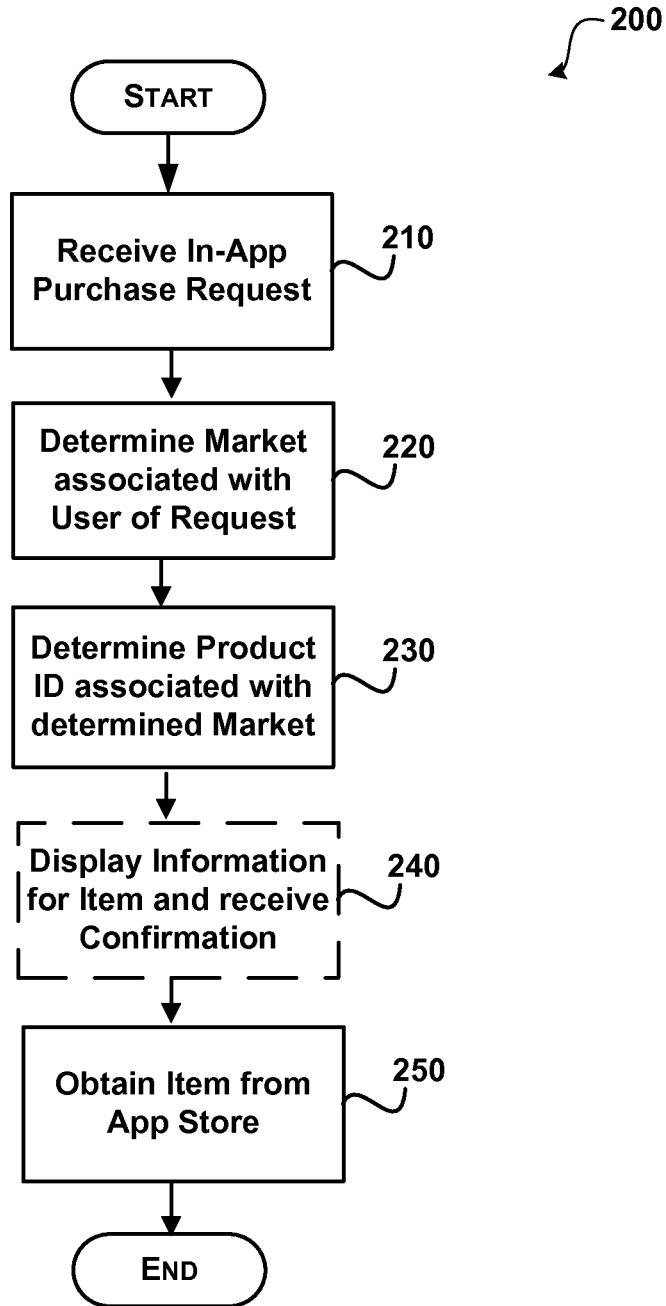 200
START
Receive In-App
Purchase Request
210
Determine Market
associated with
User of Request
220
Determine Product
ID associated with
determined Market
230
Display Information
for Item and receive
Confirmation
240
Obtain Item from
App Store
250
END